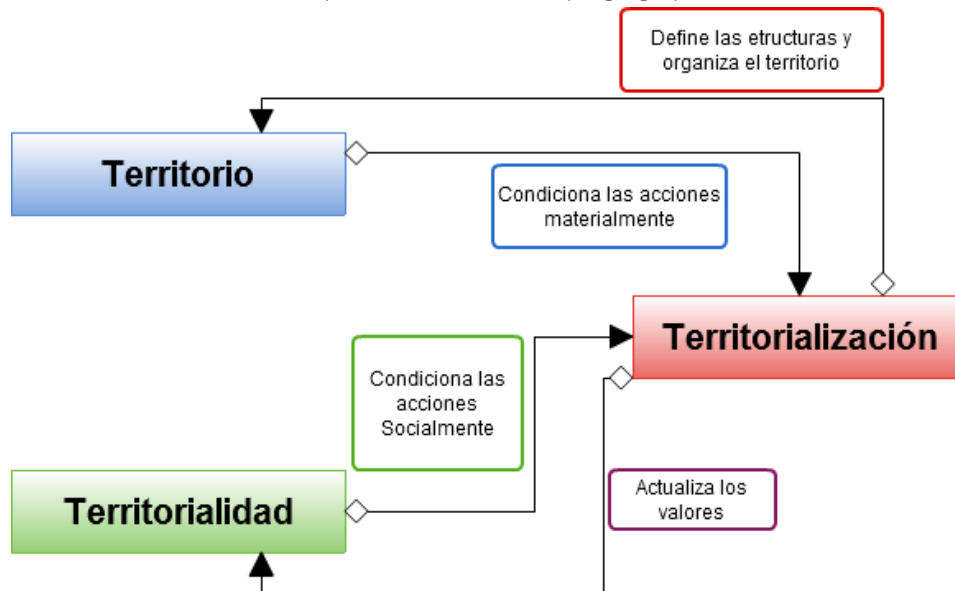 Define las etructuras y
organiza el territorio
Territorio
Condiciona las acciones
materialmente
Territorialización
Condiciona las
acciones
Socialmente
Actualiza los
valores
Territorialidad